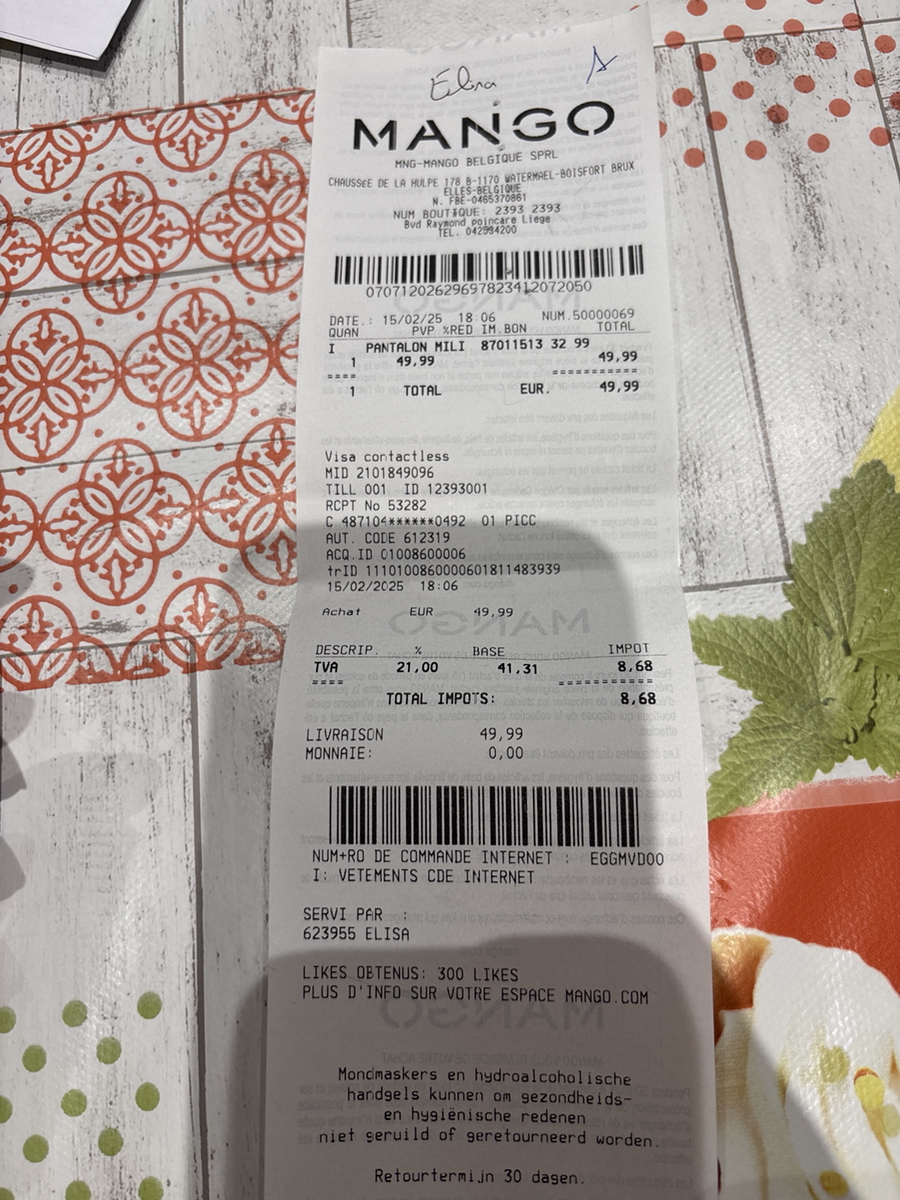 Elisa
MANGO
MNG-MANGO BELGIQUE SPRL
CHAUSSéE DE LA HULPE 178 B-1170 WATERMAEL-BOISFORT BRUX
ELLES-BELGIQUE
N. FBE-0465370861
NUM BOUTIQUE: 2393 2393
Bvd Raymond poincare Liege
TEL. 042934200
07071202629697823412072050
DATE.: 15/02/25 18 06 NUM.50000069
QUAN PVP %RED IM.BON TOTAL
I PANTALON MILI 87011513 32 99
1 49,99 49,99
==== ===========
1 TOTAL EUR. 49,99
Visa contactless
MID 2101849096
TILL 001 ID 12393001
RCPT No 53282
C 487104******0492 01 PICC
AUT. CODE 612319
ACQ.ID 01008600006
trID 1110100860000601811483939
15/02/2025 18:06
Achat EUR 49,99
DESCRIP. % BASE IMPOT
TVA 21,00 41,31 8,68
==== ===========
TOTAL IMPOTS: 8,68
LIVRAISON 49,99
MONNAIE: 0,00
NUM+RO DE COMMANDE INTERNET : EGGMVD00
I: VETEMENTS CDE INTERNET
SERVI PAR :
623955 ELISA
LIKES OBTENUS: 300 LIKES
PLUS D'INFO SUR VOTRE ESPACE MANGO.COM
Mondmaskers en hydroalcoholische
handgels kunnen om gezondheids-
en hygiënische redenen
niet geruild of geretourneerd worden.
Retourtermijn 30 dagen.